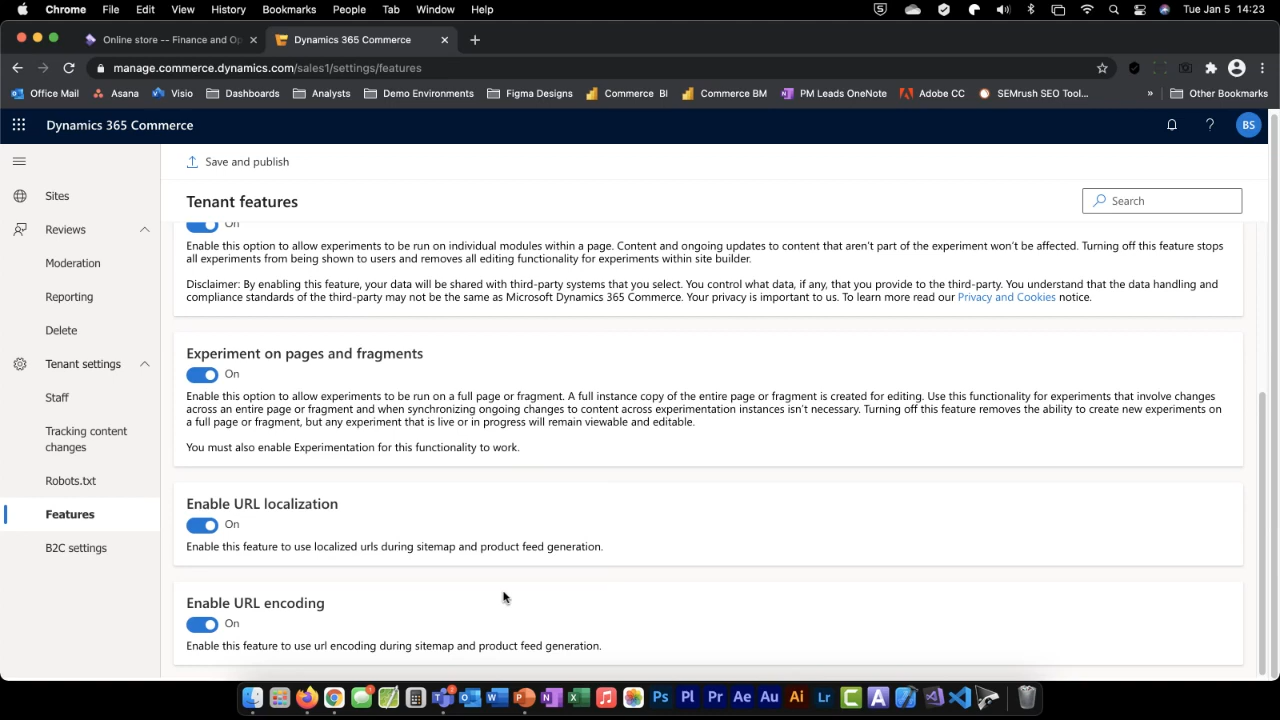 Chrome File Edit View History Bookmarks People Tab Window Help Tue Jan 5 14:23
Online store -- Finance and Op Dynamics 365 Commerce
manage.commerce.dynamics.com/sales1/settings/features
Office Mail Asana Visio Dashboards Analysts Demo Environments Figma Designs Commerce BI Commerce BM PM Leads OneNote Adobe CC SEMrush SEO Tool... » Other Bookmarks
Dynamics 365 Commerce ? BS
Save and publish
Sites
Reviews
Moderation
Reporting
Delete
Tenant settings
Staff
Tracking content
changes
Robots.txt
Features
B2C settings
Tenant features
Search
On
Enable this option to allow experiments to be run on individual modules within a page. Content and ongoing updates to content that aren't part of the experiment won't be affected. Turning off this feature stops
all experiments from being shown to users and removes all editing functionality for experiments within site builder.
Disclaimer: By enabling this feature, your data will be shared with third-party systems that you select. You control what data, if any, that you provide to the third-party. You understand that the data handling and
compliance standards of the third-party may not be the same as Microsoft Dynamics 365 Commerce. Your privacy is important to us. To learn more read our Privacy and Cookies notice.
Experiment on pages and fragments
On
Enable this option to allow experiments to be run on a full page or fragment. A full instance copy of the entire page or fragment is created for editing. Use this functionality for experiments that involve changes
across an entire page or fragment and when synchronizing ongoing changes to content across experimentation instances isn't necessary. Turning off this feature removes the ability to create new experiments on
a full page or fragment, but any experiment that is live or in progress will remain viewable and editable.
You must also enable Experimentation for this functionality to work.
Enable URL localization
On
Enable this feature to use localized urls during sitemap and product feed generation.
Enable URL encoding
On
Enable this feature to use url encoding during sitemap and product feed generation.
Ps Pl Pr Ae Au Ai Lr C A